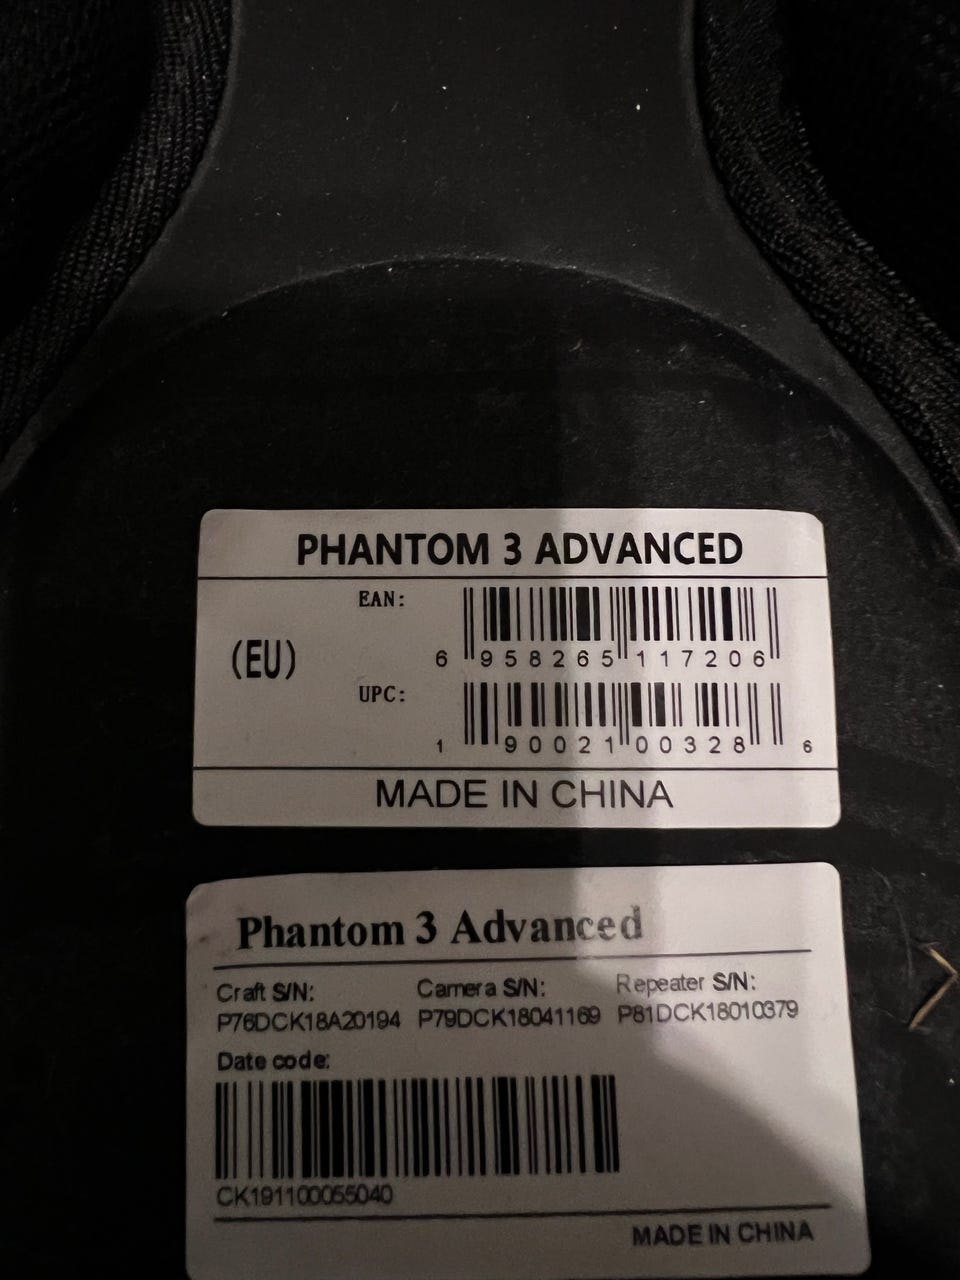 PHANTOM 3 ADVANCED
EAN:
6 958265 117206
(EU)
UPC:
1 90021 00328 6
MADE IN CHINA
Phantom 3 Advanced
Craft S/N: Camera S/N: Repeater S/N:
P76DCK18A20194 P79DCK18041169 P81DCK18010379
Date code:
CK191100055040
MADE IN CHINA